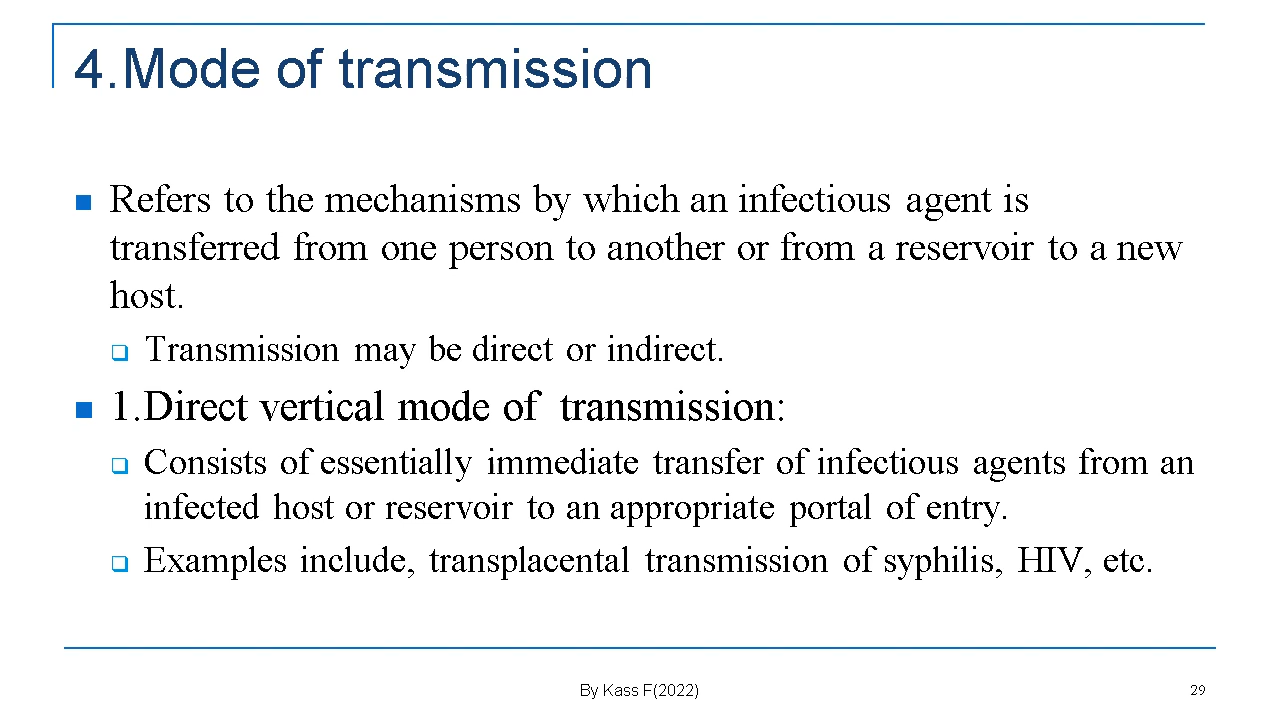 4.Mode of transmission
Refers to the mechanisms by which an infectious agent is
transferred from one person to another or from a reservoir to a new
host.
Transmission may be direct or indirect.
1.Direct vertical mode of transmission:
Consists of essentially immediate transfer of infectious agents from an
infected host or reservoir to an appropriate portal of entry.
Examples include, transplacental transmission of syphilis, HIV, etc.
By Kass F(2022)
29